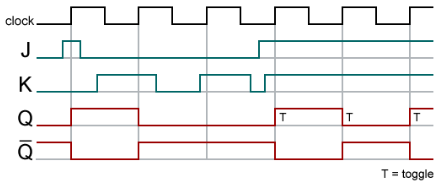 clock
J
K
Q T T T
Q̅
T = toggle